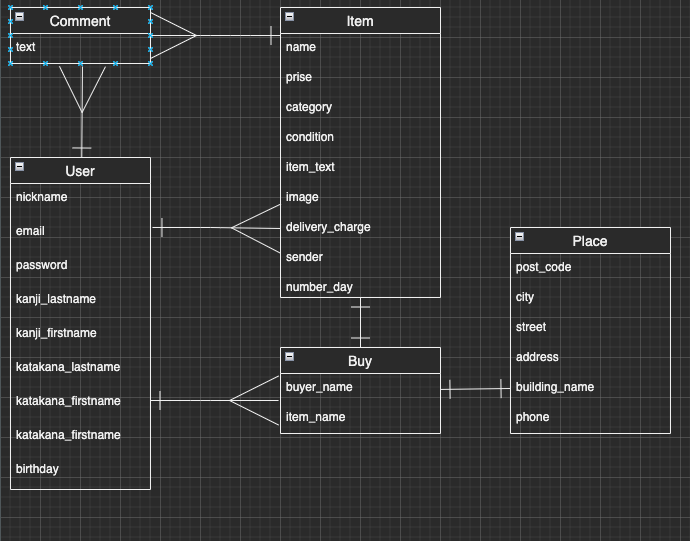 Comment
text
Item
name
prise
category
condition
item_text
image
delivery_charge
sender
number_day
User
nickname
email
password
kanji_lastname
kanji_firstname
katakana_lastname
katakana_firstname
katakana_firstname
birthday
Buy
buyer_name
item_name
Place
post_code
city
street
address
building_name
phone